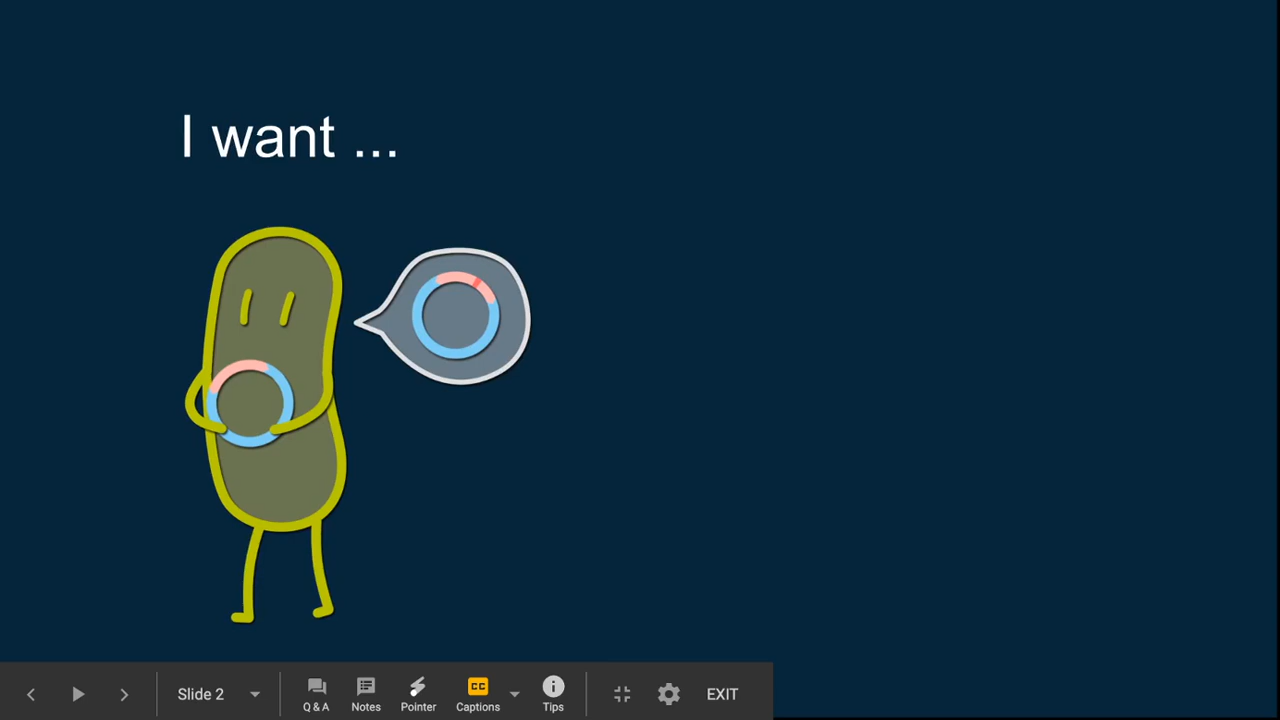 I want ...
Slide 2
Q & A
Notes
Pointer
CC
Captions
Tips
EXIT